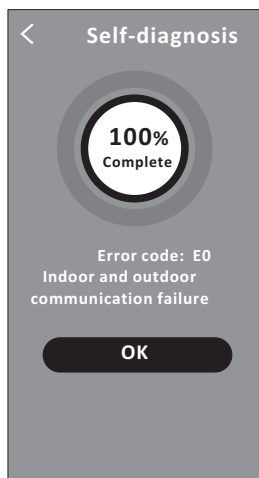 Self-diagnosis
100%
Complete
Error code: E0
Indoor and outdoor
communication failure
OK